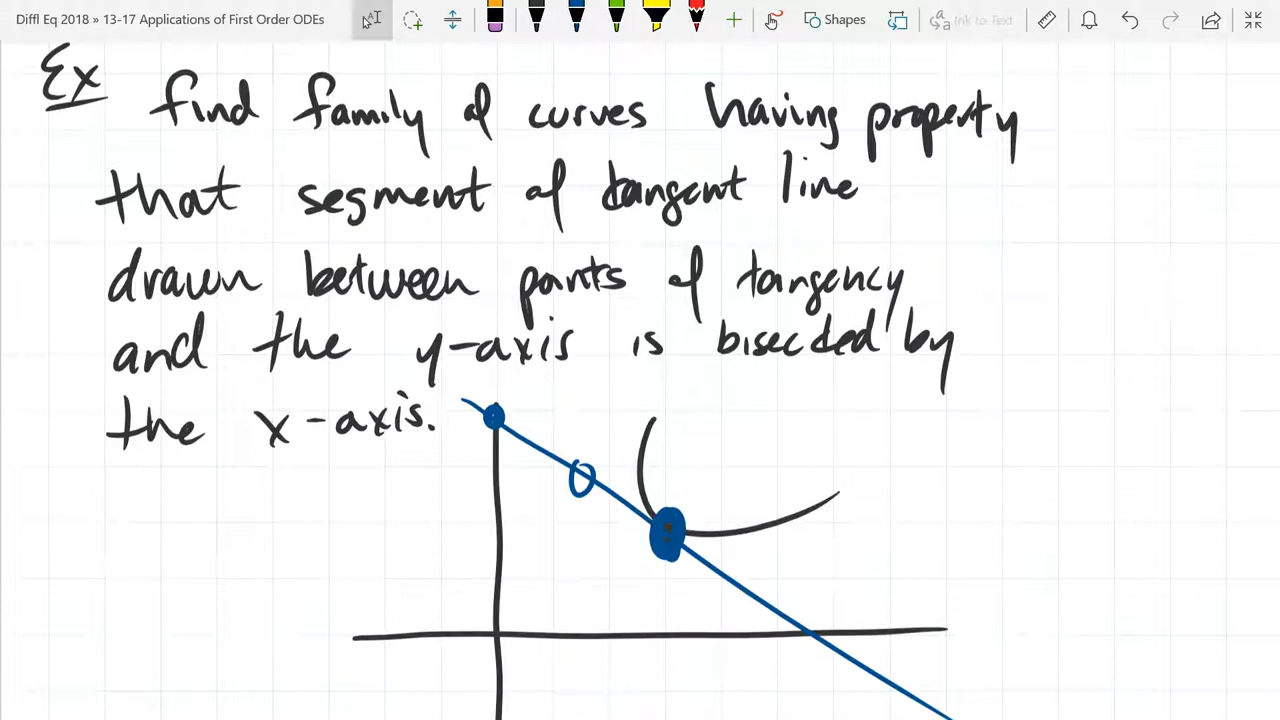 Diffl Eq 2018 » 13-17 Applications of First Order ODEs
Shapes
Ink to Text
Ex find family of curves having property
that segment of tangent line
drawn between points of tangency
and the y-axis is bisected by
the x-axis.